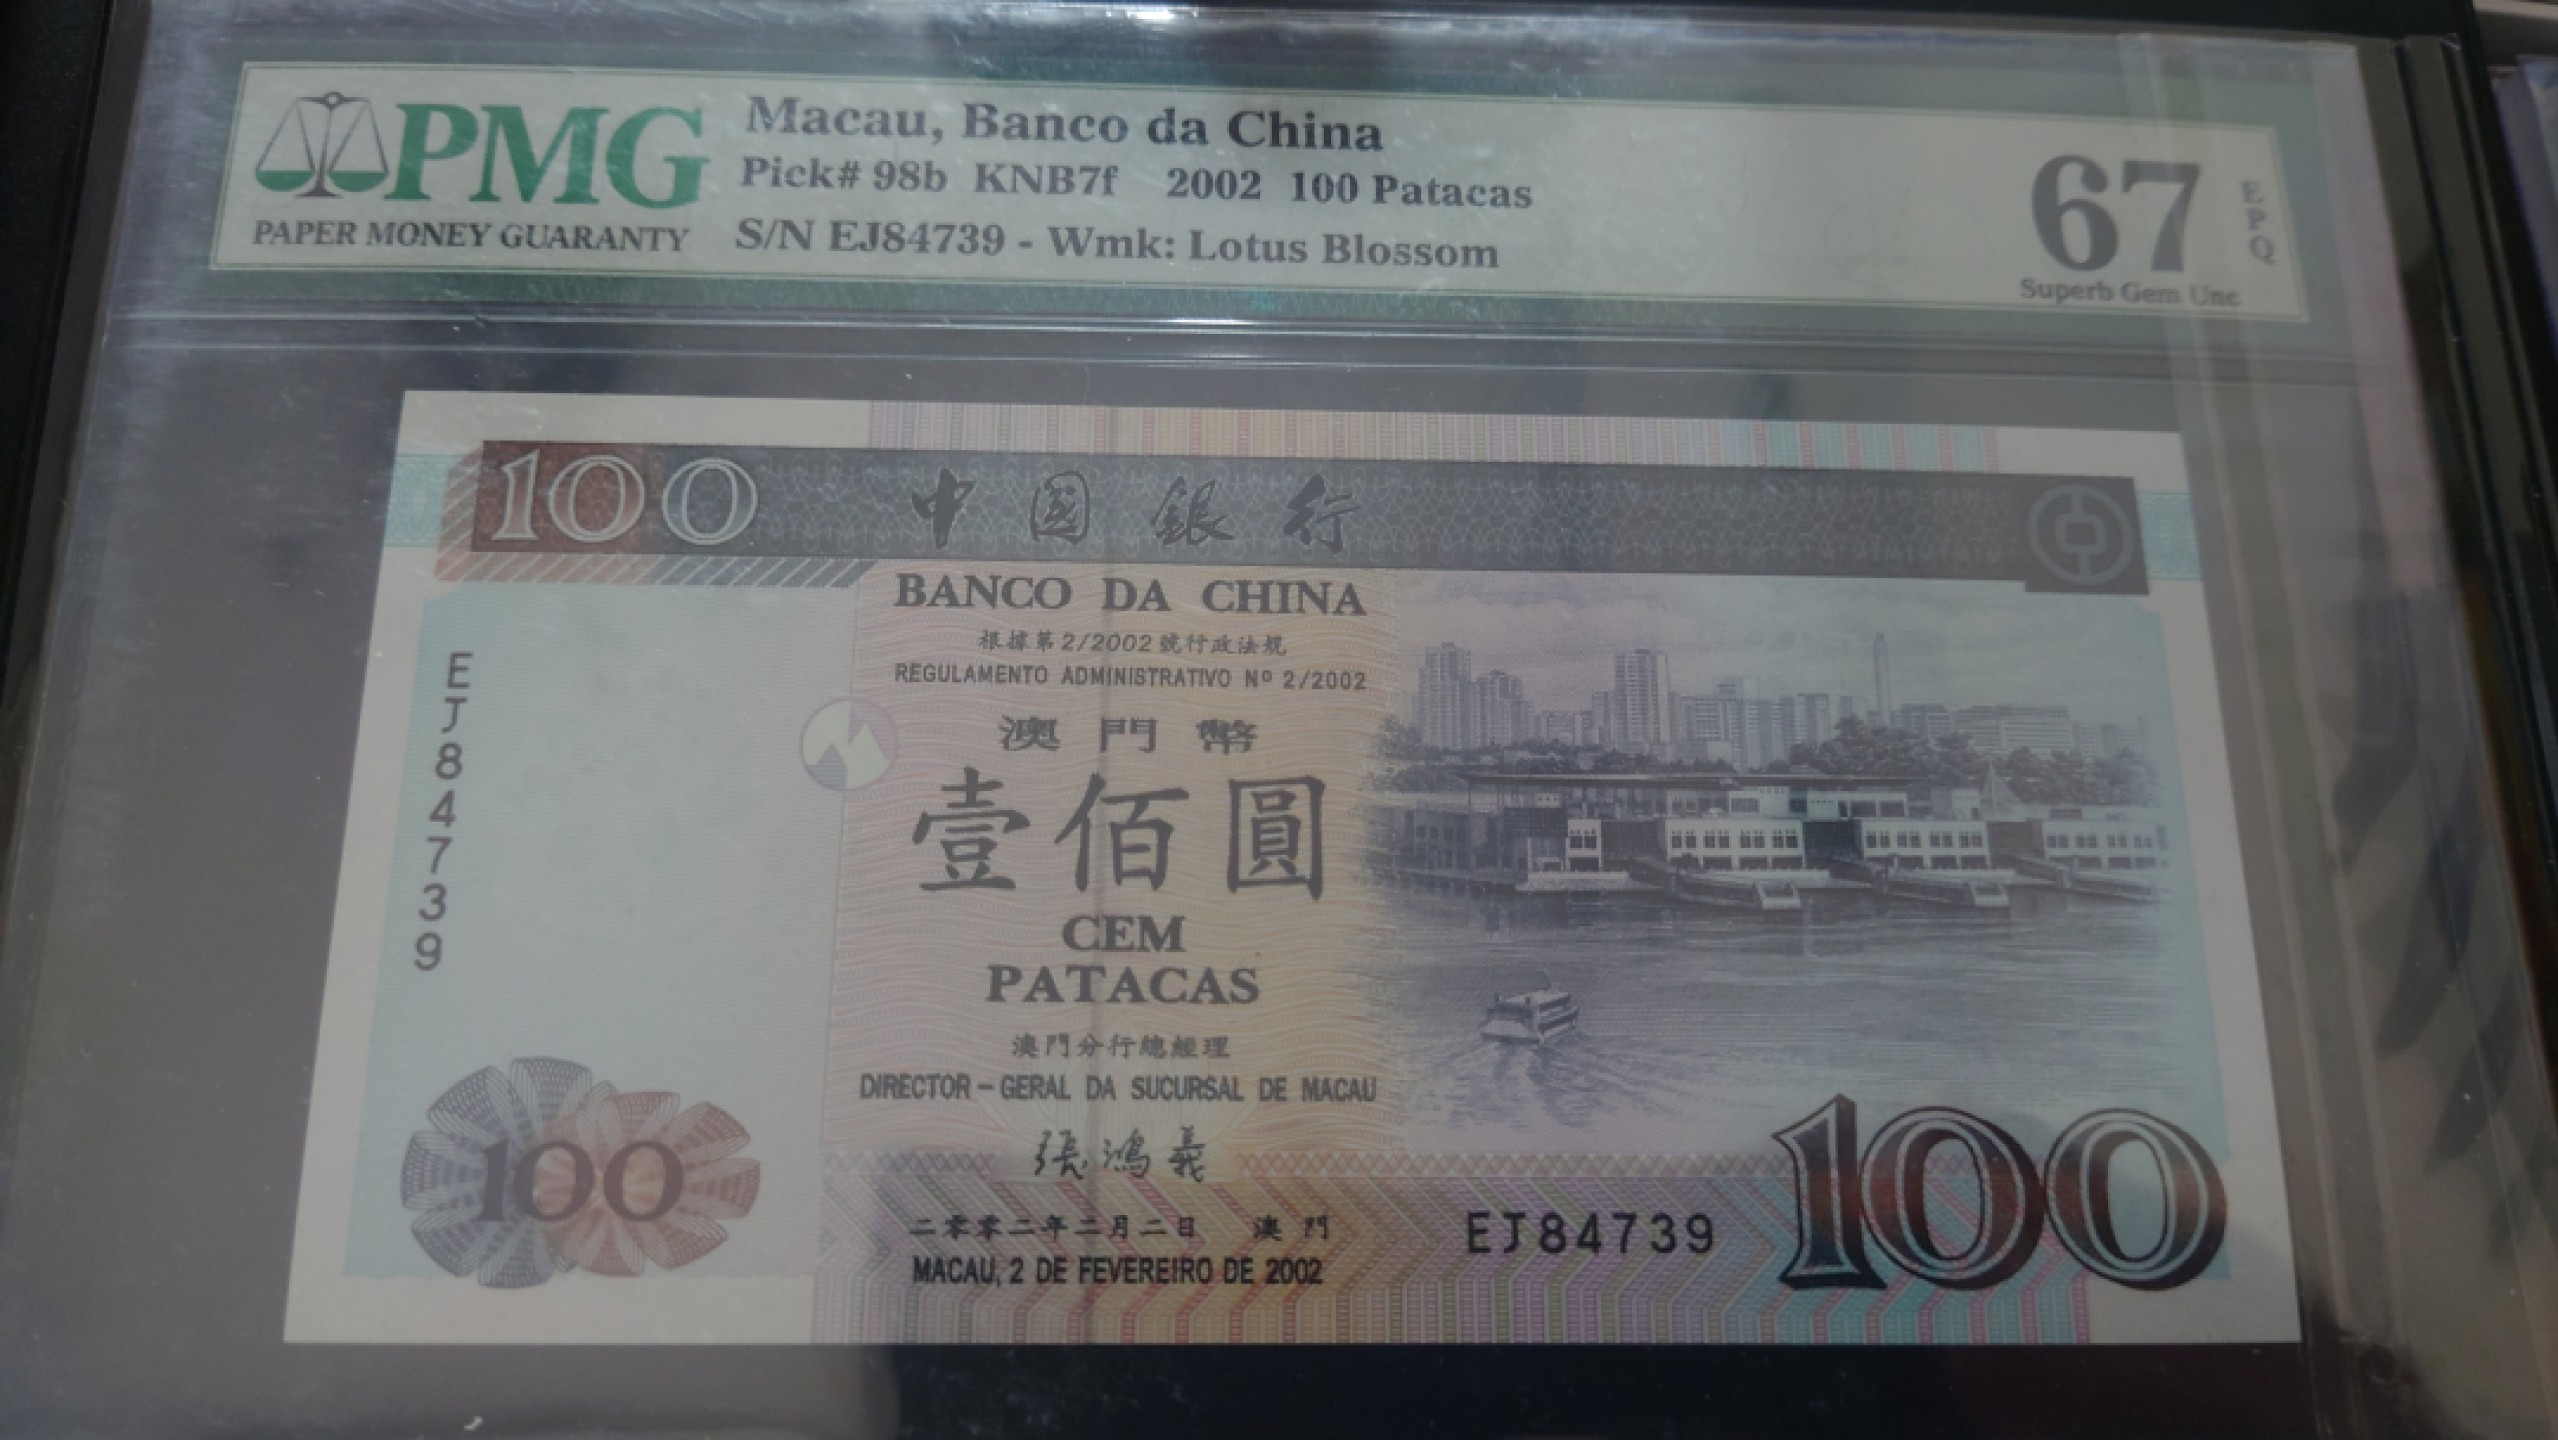 PMG
PAPER MONEY GUARANTY
Macau, Banco da China
Pick# 98b KNB7f 2002 100 Patacas
S/N EJ84739 - Wmk: Lotus Blossom
67
EPQ
Superb Gem Unc
100
中國銀行
BANCO DA CHINA
根據第2/2002號行政法規
REGULAMENTO ADMINISTRATIVO Nº 2/2002
EJ84739
澳門幣
壹佰圓
CEM
PATACAS
澳門分行總經理
DIRECTOR - GERAL DA SUCURSAL DE MACAU
張鴻義
100
二零零二年二月二日 澳門
MACAU, 2 DE FEVEREIRO DE 2002
EJ84739
100